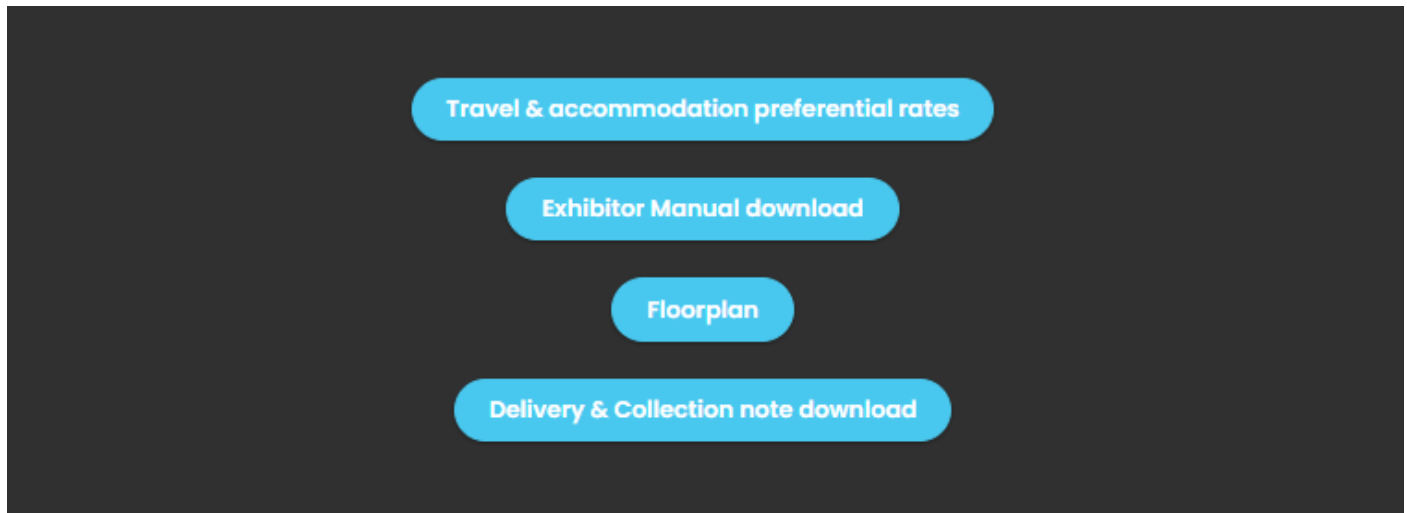 Travel & accommodation preferential rates
Exhibitor Manual download
Floorplan
Delivery & Collection note download